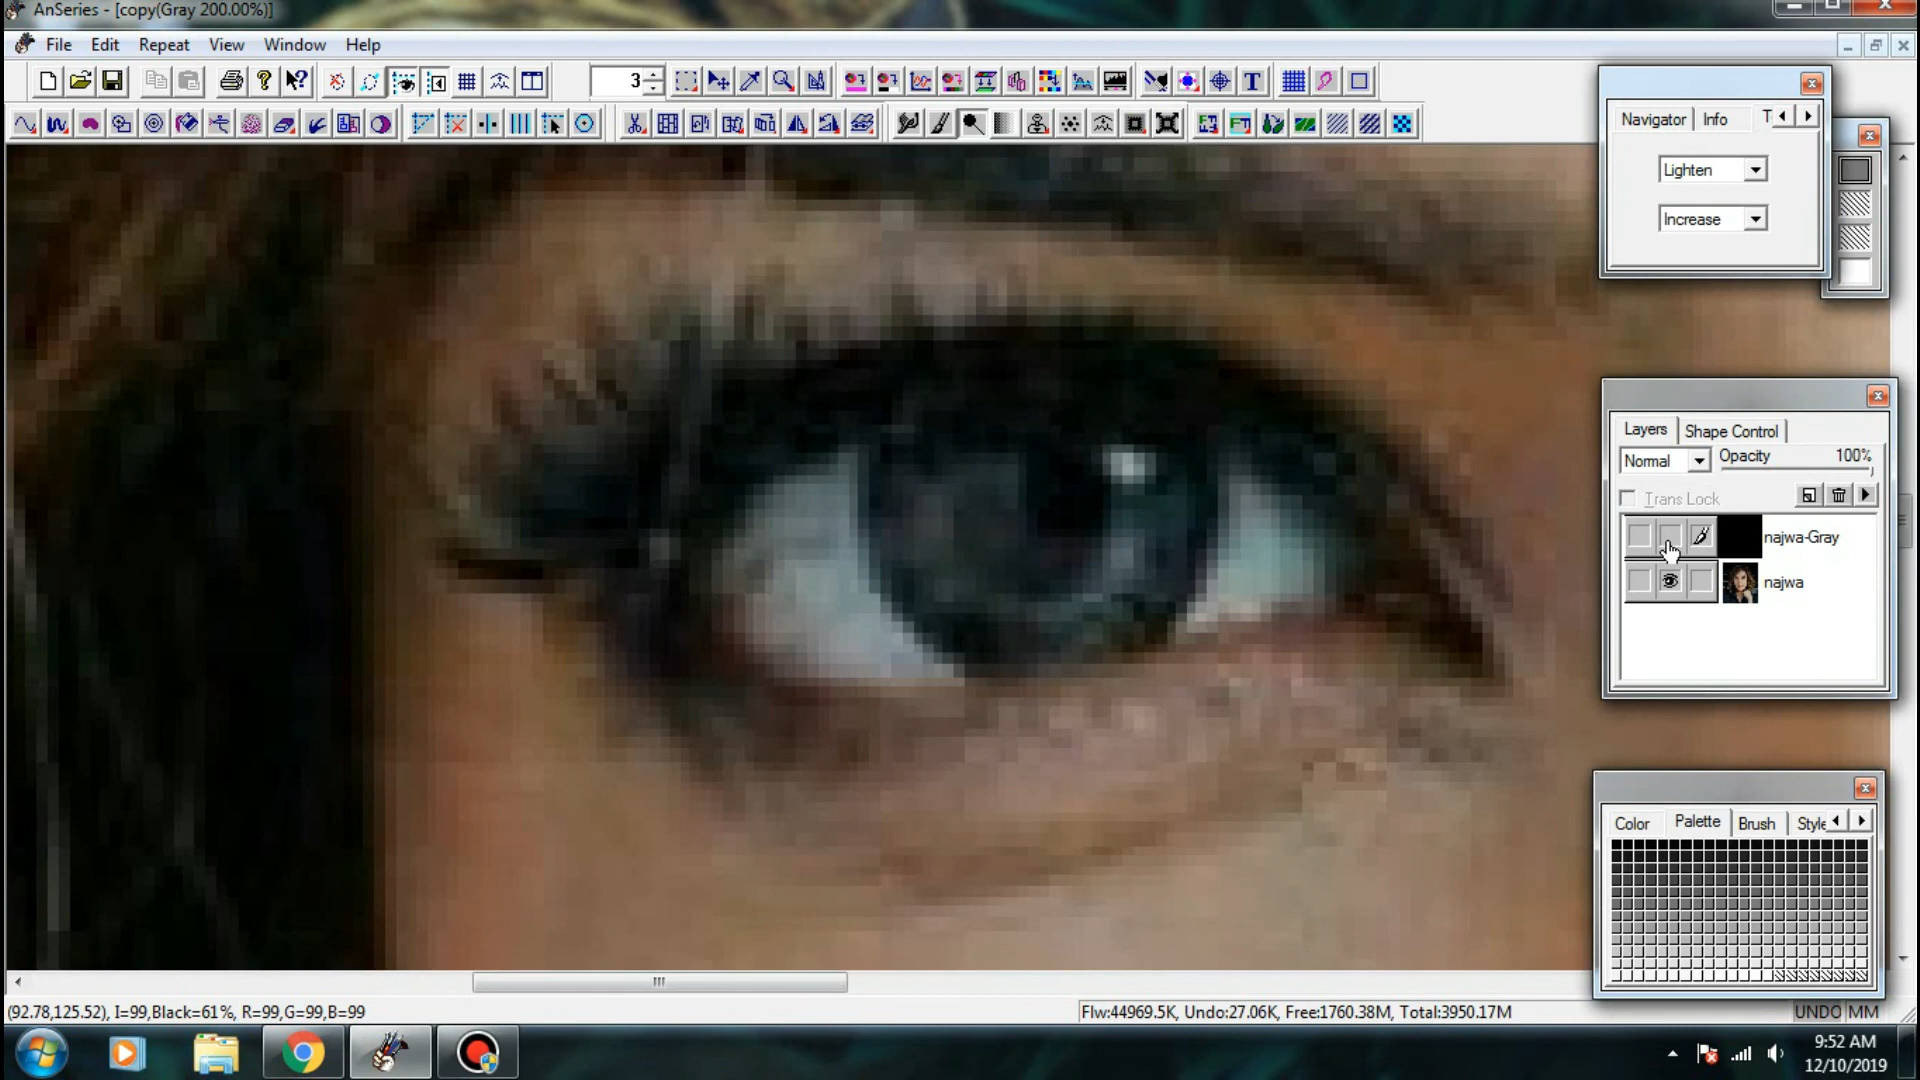 AnSeries - [copy(Gray 200.00%)]
File Edit Repeat View Window Help
3
Navigator Info T
Lighten
Increase
Layers Shape Control
Normal Opacity 100%
Trans Lock
najwa-Gray
najwa
Color Palette Brush Style
(92.78,125.52), I=99,Black=61%, R=99,G=99,B=99
Flw:44969.5K, Undo:27.06K, Free:1760.38M, Total:3950.17M
UNDO MM
9:52 AM
12/10/2019